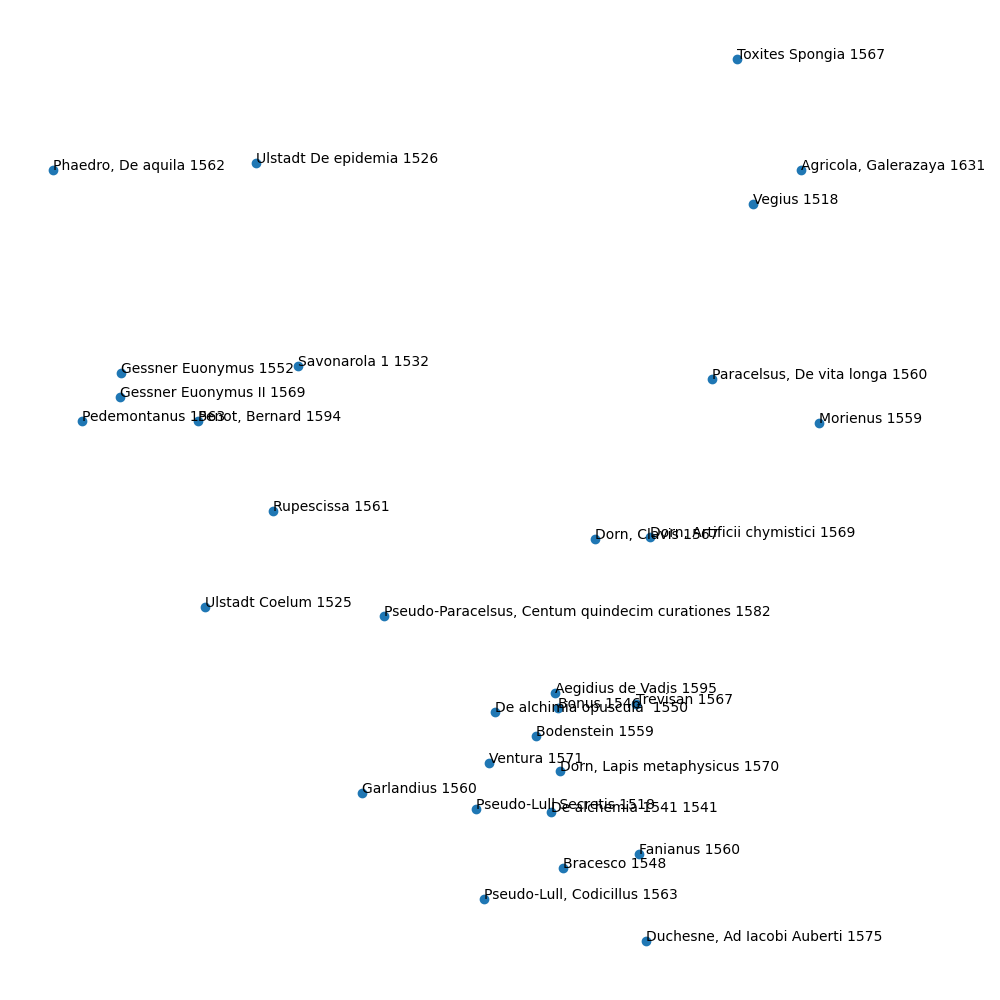 Toxites Spongia 1567
Phaedro, De aquila 1562
Ulstadt De epidemia 1526
Agricola, Galerazaya 1631
Vegius 1518
Gessner Euonymus 1552
Savonarola 1 1532
Paracelsus, De vita longa 1560
Gessner Euonymus II 1569
Pedemontanus 1563
Penot, Bernard 1594
Morienus 1559
Rupescissa 1561
Dorn, Clavis 1567
Dorn, Artificii chymistici 1569
Ulstadt Coelum 1525
Pseudo-Paracelsus, Centum quindecim curationes 1582
Aegidius de Vadis 1595
Trevisan 1567
De alchimia opuscula 1550
Bonus 1546
Bodenstein 1559
Ventura 1571
Dorn, Lapis metaphysicus 1570
Garlandius 1560
Pseudo-Lull Secretis 1518
De alchemia 1541 1541
Fanianus 1560
Bracesco 1548
Pseudo-Lull, Codicillus 1563
Duchesne, Ad Iacobi Auberti 1575